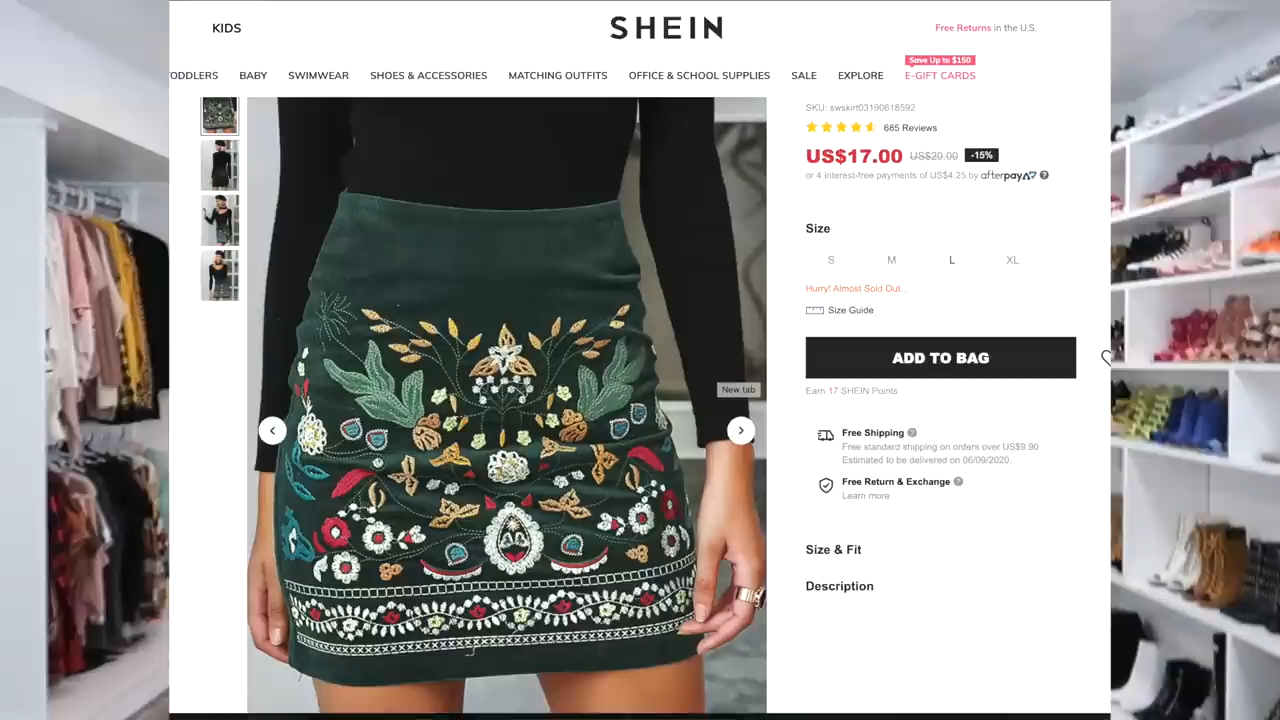 KIDS
SHEIN
Free Returns in the U.S.
Save Up to $150
ODDLERS BABY SWIMWEAR SHOES & ACCESSORIES MATCHING OUTFITS OFFICE & SCHOOL SUPPLIES SALE EXPLORE E-GIFT CARDS
SKU: swskirt03190618592
685 Reviews
US$17.00 US$20.00 -15%
or 4 interest-free payments of US$4.25 by afterpay ?
Size
S M L XL
Hurry! Almost Sold Out...
Size Guide
ADD TO BAG
New tab
Earn 17 SHEIN Points
Free Shipping ?
Free standard shipping on orders over US$9.90
Estimated to be delivered on 06/09/2020.
Free Return & Exchange ?
Learn more
Size & Fit
Description